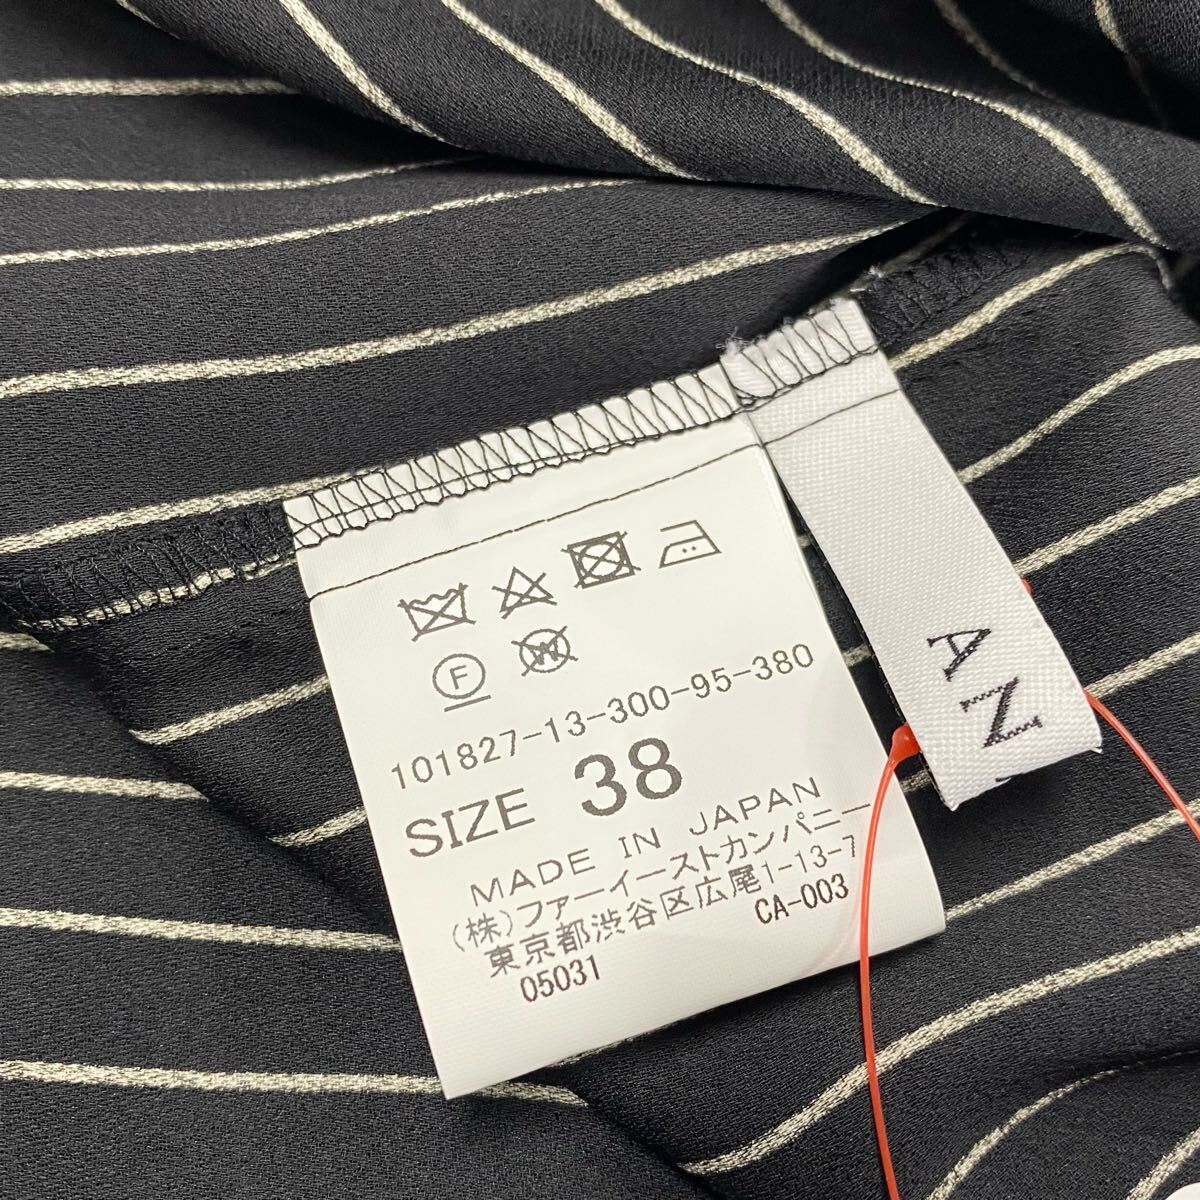 F
W
101827-13-300-95-380
SIZE 38
MADE IN JAPAN
(株)ファーイーストカンパニー
東京都渋谷区広尾1-13-7
05031 CA-003
AN